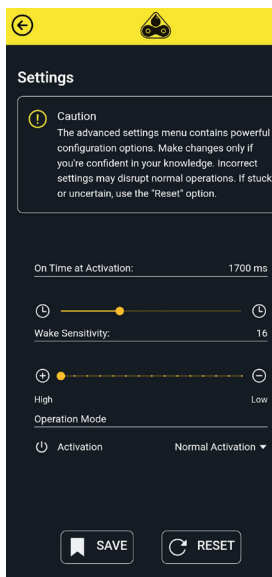 Settings
Caution
The advanced settings menu contains powerful
configuration options. Make changes only if
you're confident in your knowledge. Incorrect
settings may disrupt normal operations. If stuck
or uncertain, use the "Reset" option.
On Time at Activation: 1700 ms
Wake Sensitivity: 16
High Low
Operation Mode
Activation Normal Activation
SAVE RESET